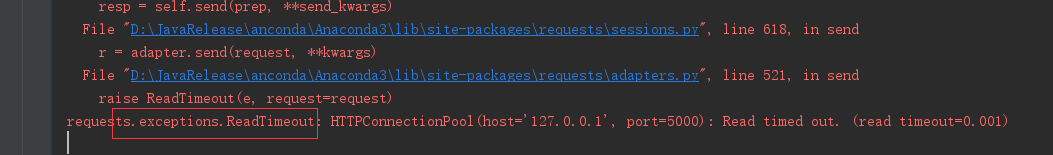 resp = self.send(prep, **send_kwargs)
File "D:\JavaRelease\anconda\Anaconda3\lib\site-packages\requests\sessions.py", line 618, in send
r = adapter.send(request, **kwargs)
File "D:\JavaRelease\anconda\Anaconda3\lib\site-packages\requests\adapters.py", line 521, in send
raise ReadTimeout(e, request=request)
requests.exceptions.ReadTimeout: HTTPConnectionPool(host='127.0.0.1', port=5000): Read timed out. (read timeout=0.001)